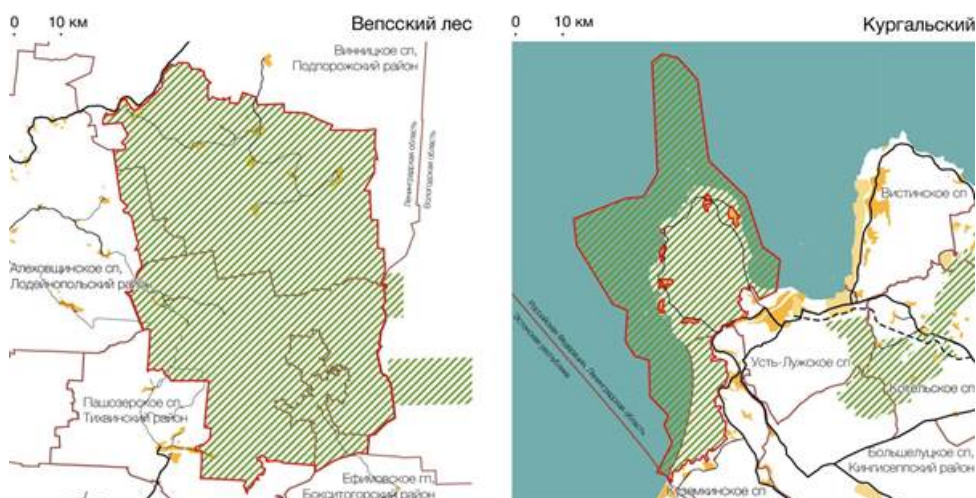 0 10 км
Вепсский лес
Винницкое сп,
Подпорожский район
Ленинградская область
Вологодская область
Алеховщинское сп,
Лодейнопольский район
Пашозерское сп,
Тихвинский район
Ефимовское гп,
Бокситогорский район
0 10 км
Кургальский
Вистинское сп
Российская Федерация, Ленинградская область
Эстонская республика
Усть-Лужское сп
Котельское сп
Большелуцкое сп,
Кингисеппский район
Куземкинское сп